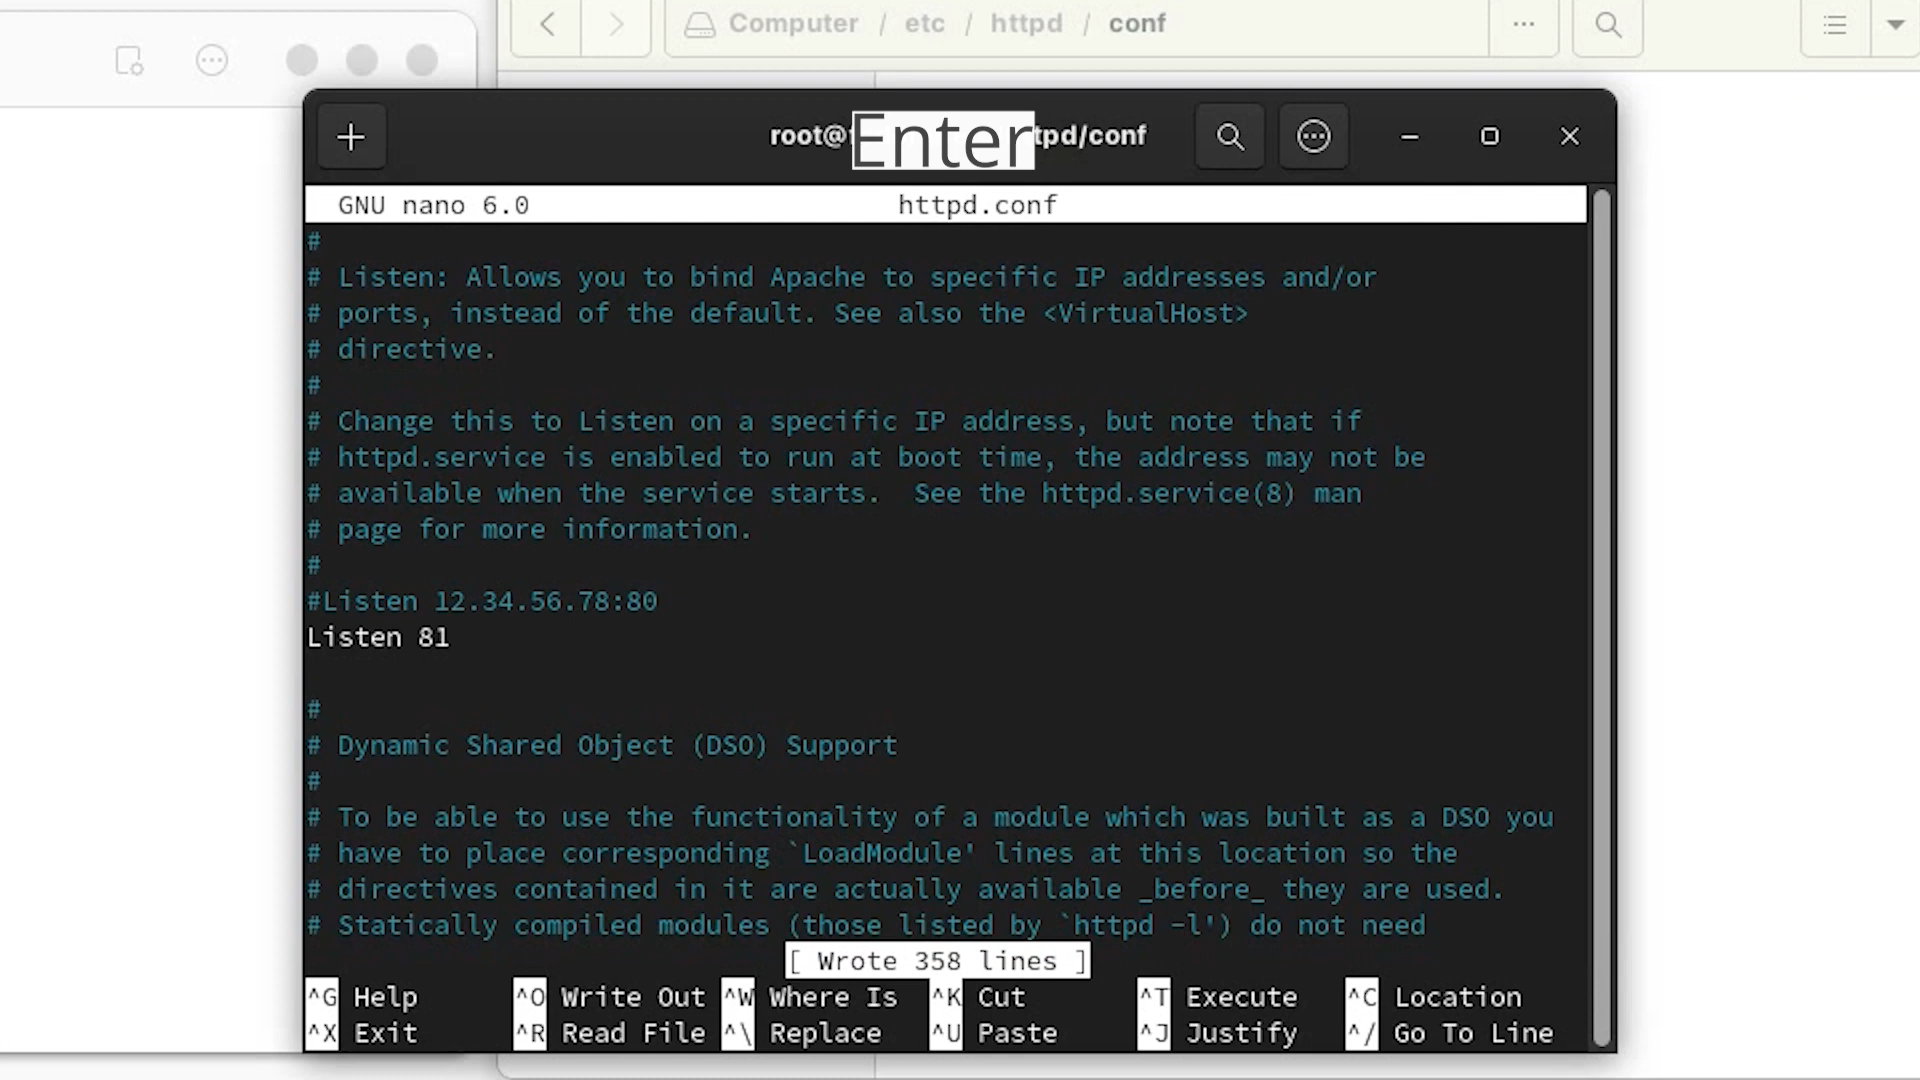 Computer / etc / httpd / conf
root@ tpd/conf
Enter
GNU nano 6.0 httpd.conf
#
# Listen: Allows you to bind Apache to specific IP addresses and/or
# ports, instead of the default. See also the <VirtualHost>
# directive.
#
# Change this to Listen on a specific IP address, but note that if
# httpd.service is enabled to run at boot time, the address may not be
# available when the service starts.  See the httpd.service(8) man
# page for more information.
#
#Listen 12.34.56.78:80
Listen 81
#
# Dynamic Shared Object (DSO) Support
#
# To be able to use the functionality of a module which was built as a DSO you
# have to place corresponding `LoadModule' lines at this location so the
# directives contained in it are actually available _before_ they are used.
# Statically compiled modules (those listed by `httpd -l') do not need
[ Wrote 358 lines ]
^G Help ^O Write Out ^W Where Is ^K Cut ^T Execute ^C Location
^X Exit ^R Read File ^\ Replace ^U Paste ^J Justify ^/ Go To Line